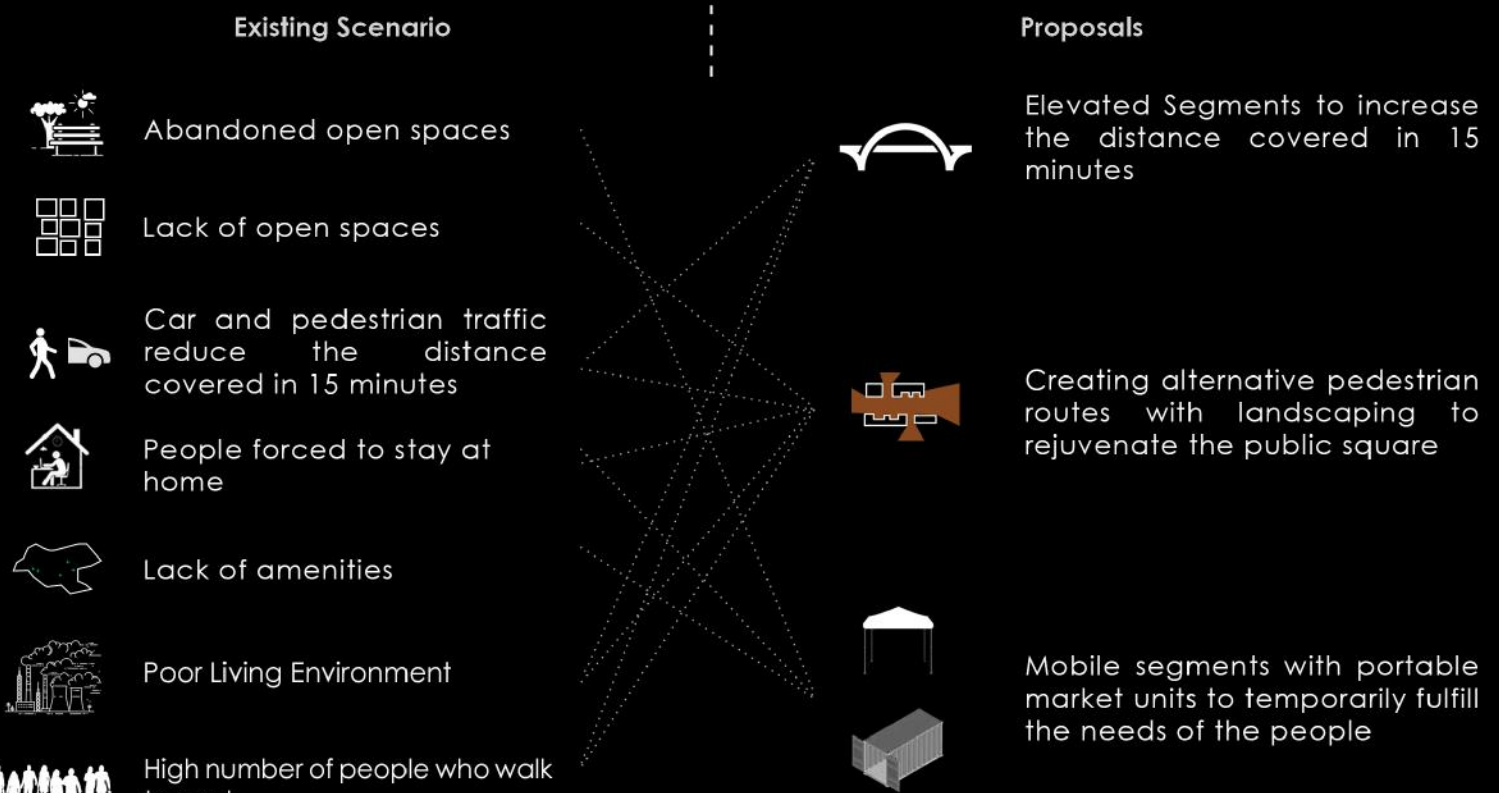 Existing Scenario
Abandoned open spaces
Lack of open spaces
Car and pedestrian traffic
reduce the distance
covered in 15 minutes
People forced to stay at
home
Lack of amenities
Poor Living Environment
High number of people who walk
Proposals
Elevated Segments to increase
the distance covered in 15
minutes
Creating alternative pedestrian
routes with landscaping to
rejuvenate the public square
Mobile segments with portable
market units to temporarily fulfill
the needs of the people